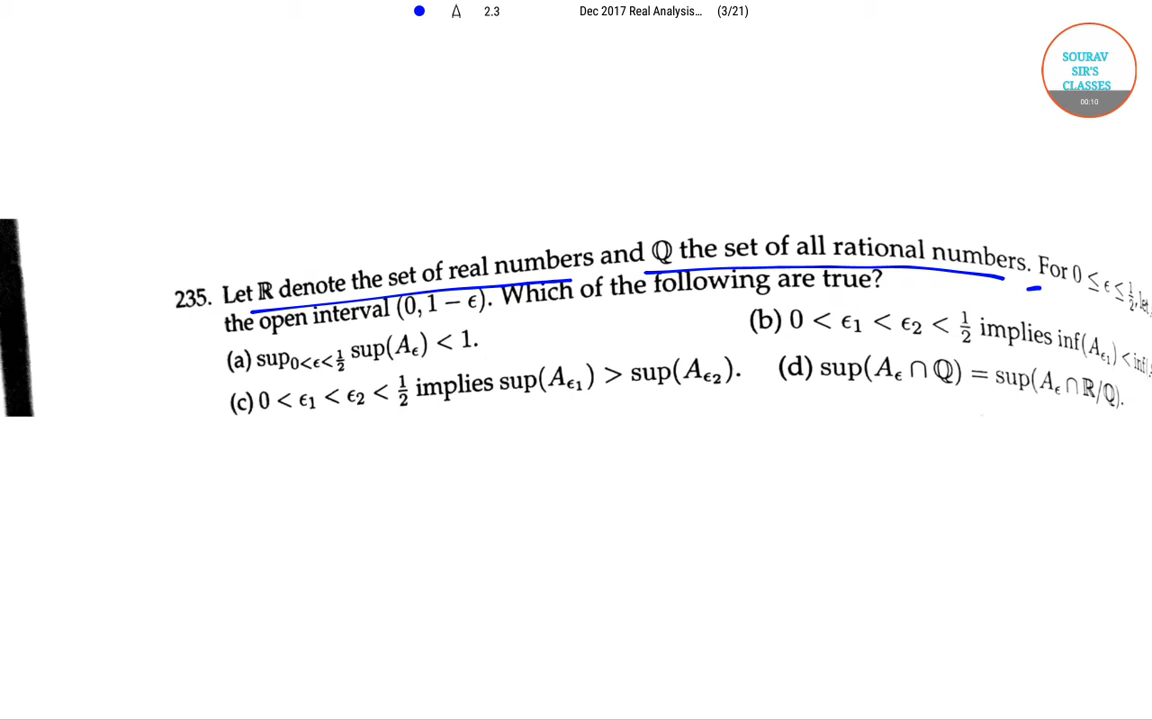 2.3 Dec 2017 Real Analysis... (3/21)
SOURAV
SIR'S
CLASSES
00:10
235. Let ℝ denote the set of real numbers and ℚ the set of all rational numbers. For 0 ≤ ϵ ≤ 1/2, let
the open interval (0, 1 − ϵ). Which of the following are true?
(a) sup₀<ϵ<1/2 sup(Aϵ) < 1.
(b) 0 < ϵ₁ < ϵ₂ < 1/2 implies inf(Aϵ₁) < inf(
(c) 0 < ϵ₁ < ϵ₂ < 1/2 implies sup(Aϵ₁) > sup(Aϵ₂).
(d) sup(Aϵ ∩ ℚ) = sup(Aϵ ∩ ℝ/ℚ).